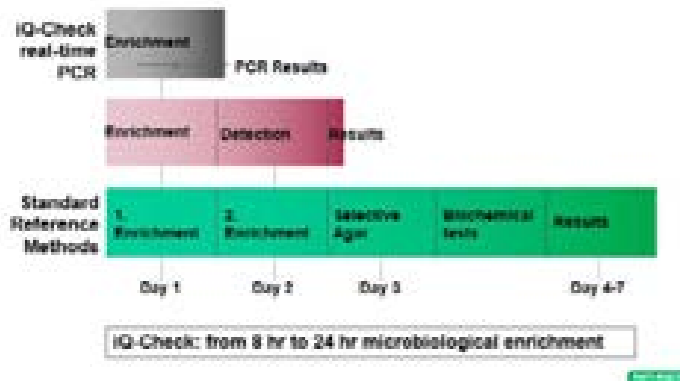 iQ-Check
real-time
PCR
Enrichment
PCR Results
Enrichment
Detection
Results
Standard
Reference
Methods
1.
Enrichment
2.
Enrichment
Selective
Agar
Biochemical
tests
Results
Day 1
Day 2
Day 3
Day 4-7
iQ-Check: from 8 hr to 24 hr microbiological enrichment